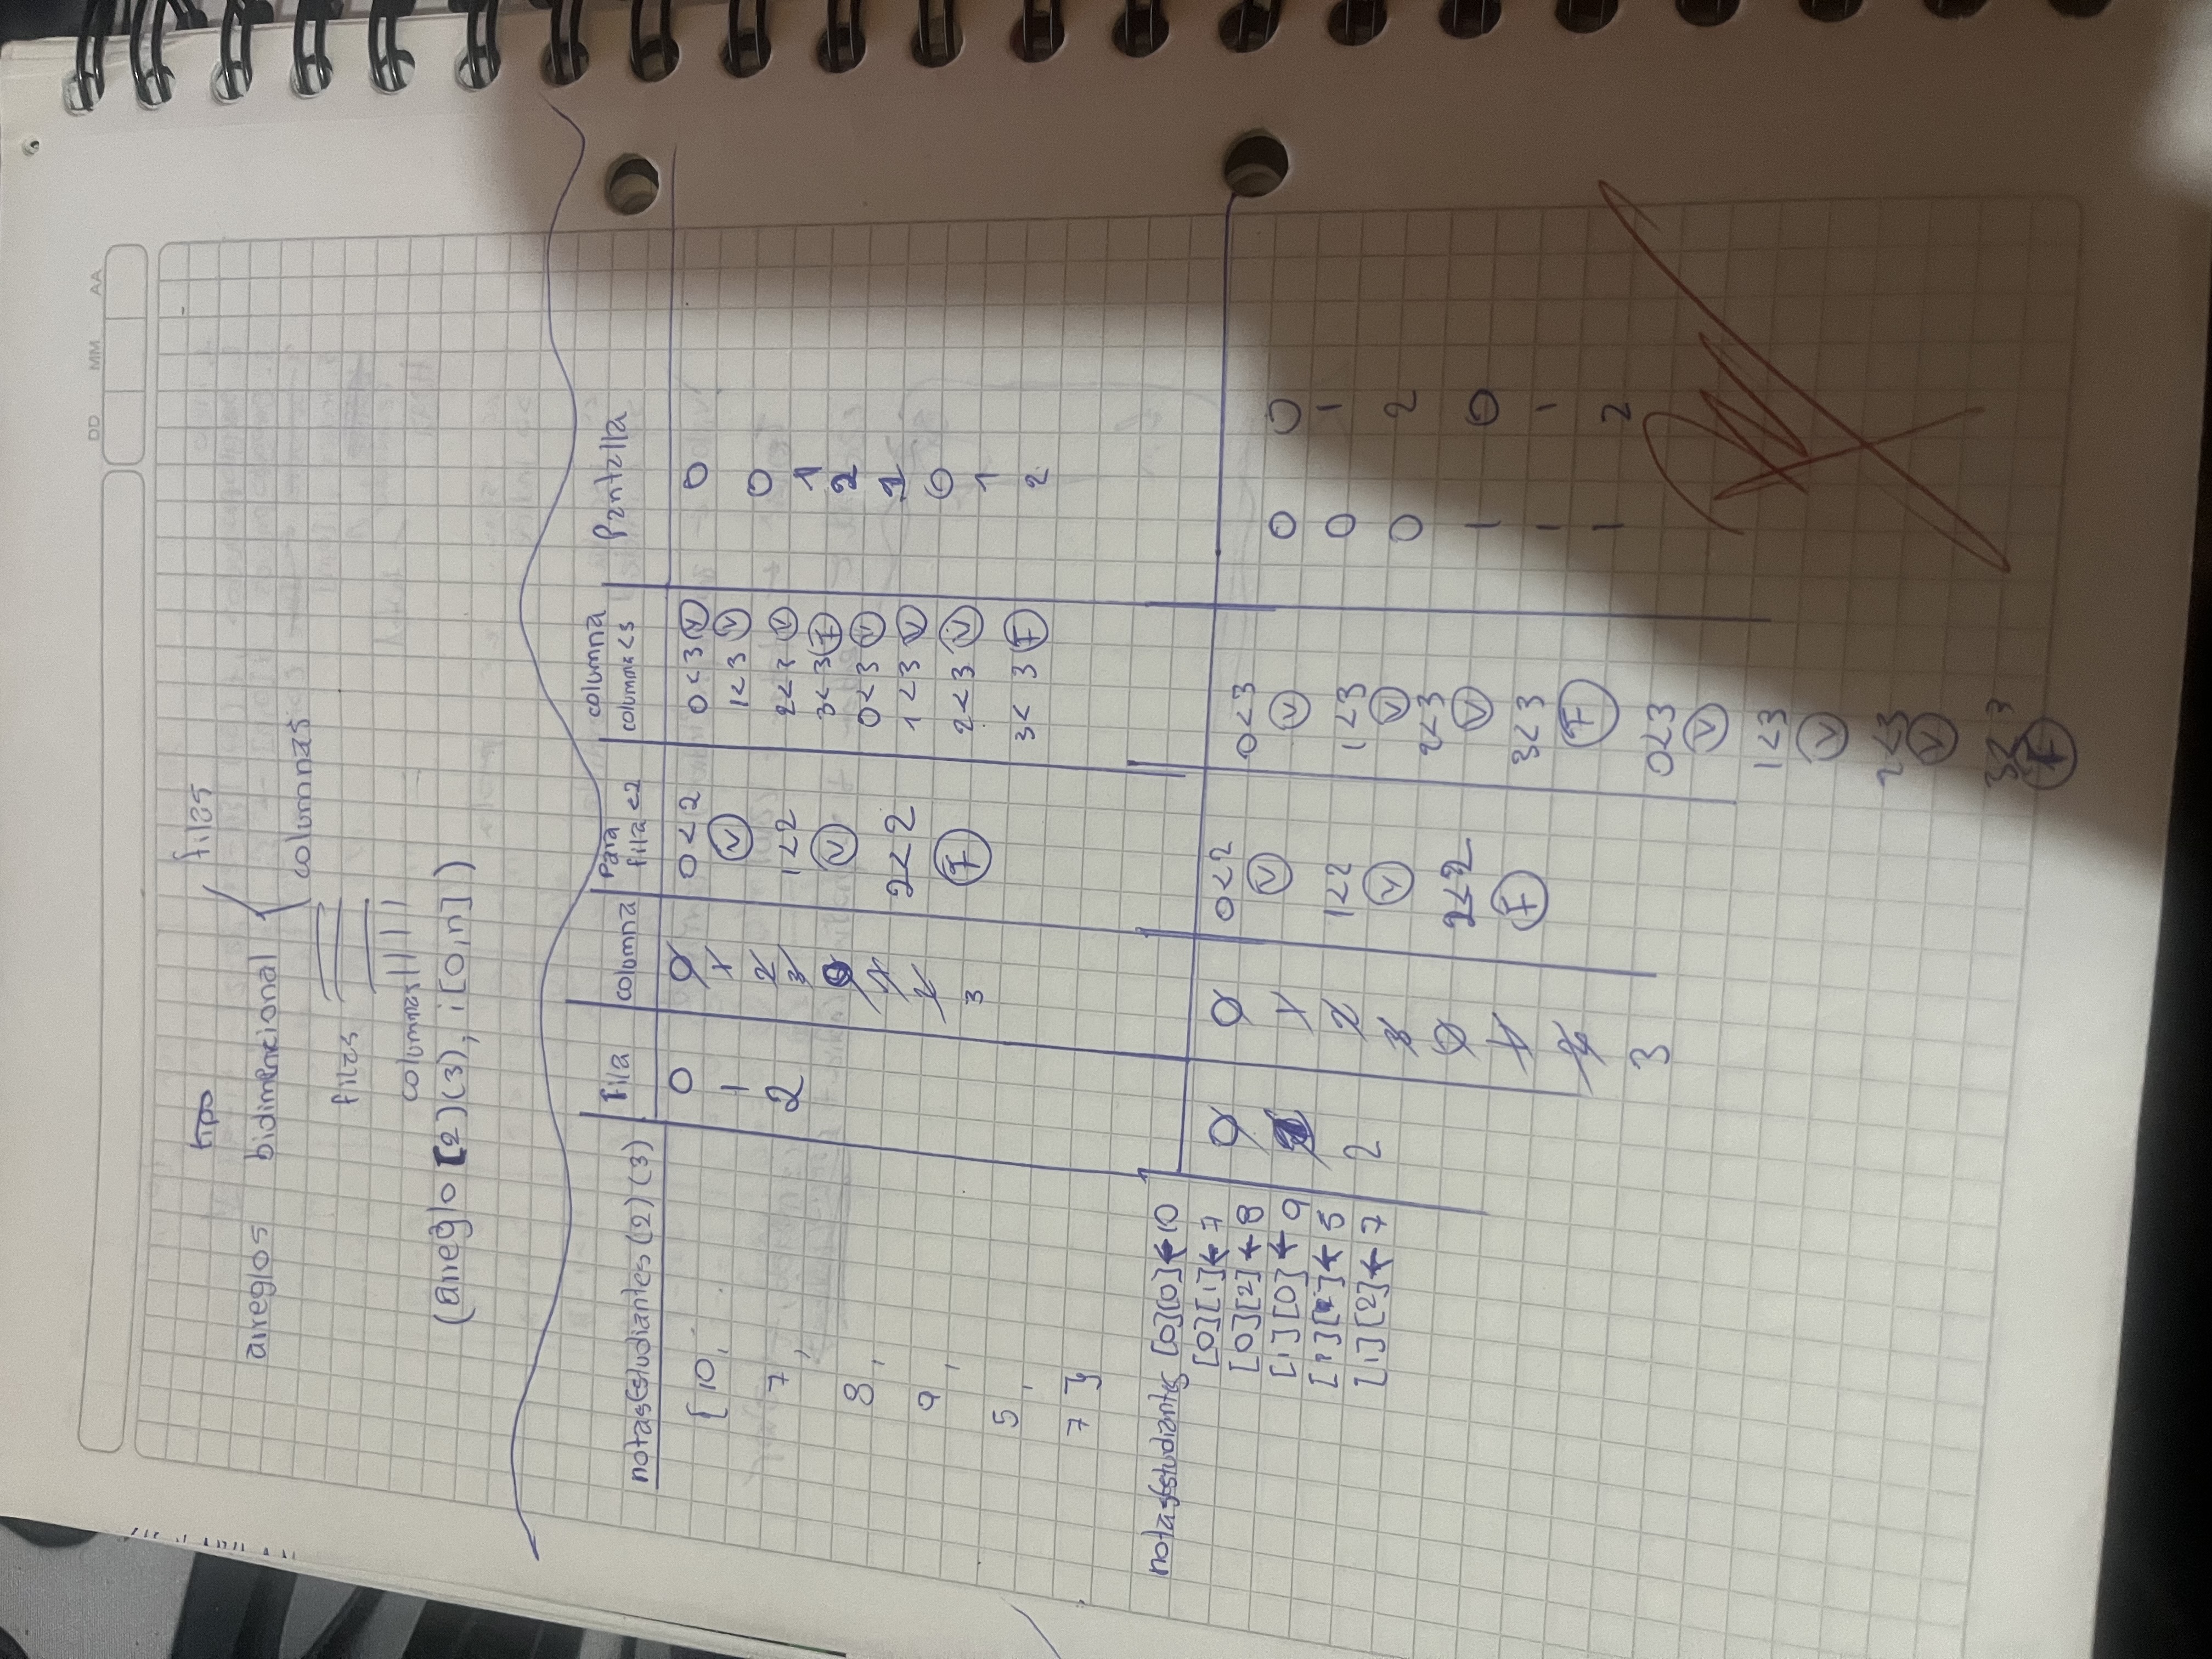 DD MM AA
tipo
filas
arreglos bidimencional
columnas
filas
columnas
(arreglo [2)(3), i[0,n])
notasEstudiantes (2) (3) Fila columna Para fila <2 columna columna <3 Pantalla
{ 10, 0 0 0<2 0<3 V 0
1 1 V 1<3 V 0
7, 2 2 1<2 2<3 V 1
3 V 3<3 F 2
8, 0 0<3 V 1
1 2<2 1<3 V 0
9, 2 F 2<3 V 1
3 3<3 F 2
5,
7 }
notasEstudiantes [0][0]←10
[0][1]←7
[0][2]←8
[1][0]←9
[1][1]←5
[1][2]←7
0 0 0<2 0<3 0 0
V V
1 1 1<2 1<3 0 1
V V
2 2 2<2 2<3 0 2
F V
3 3<3 1 0
F
0 0<3 1 1
V
1 1<3 1 2
V
2 2<3
V
3 3<3
F